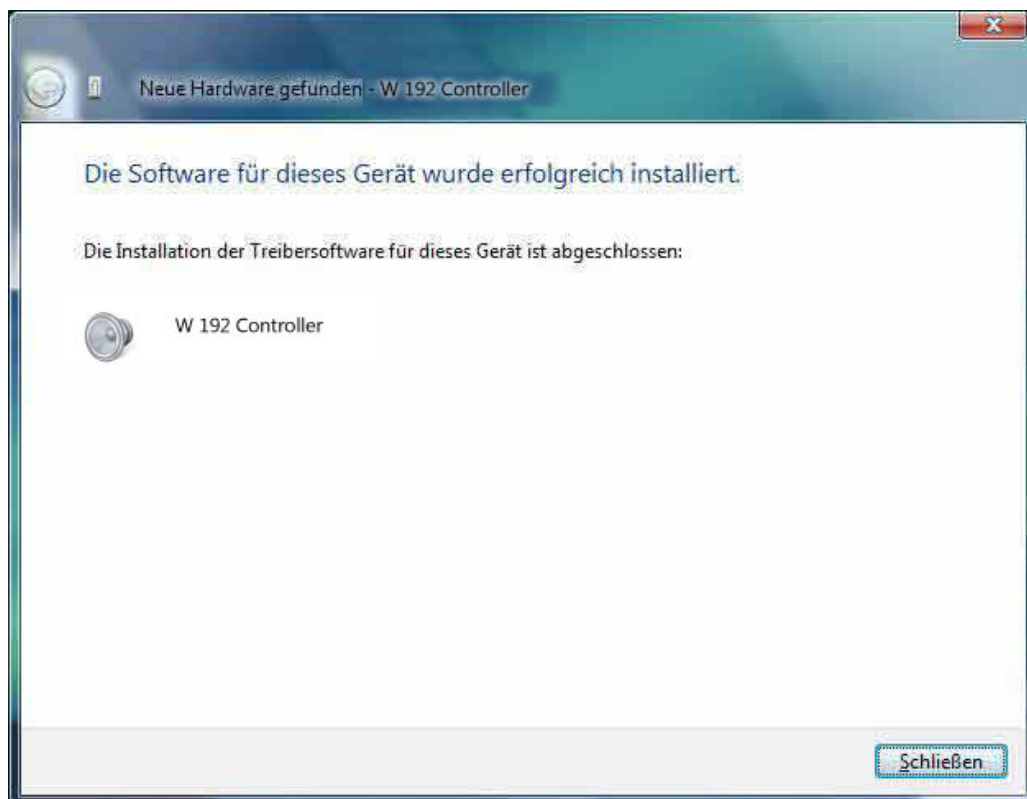 Neue Hardware gefunden - W 192 Controller
Die Software für dieses Gerät wurde erfolgreich installiert.
Die Installation der Treibersoftware für dieses Gerät ist abgeschlossen:
W 192 Controller
Schließen